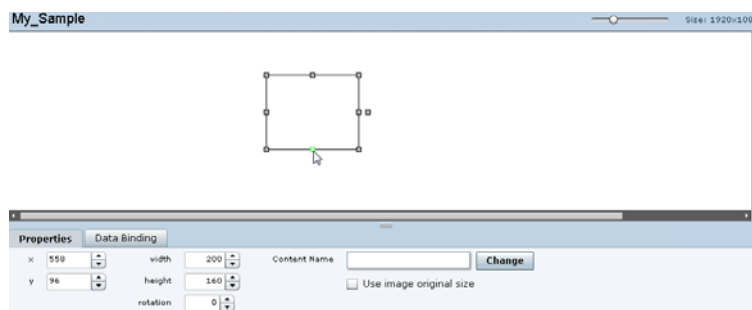 My_Sample
Size: 1920x100
Properties Data Binding
x 550 width 200 Content Name Change
y 96 height 160 Use image original size
rotation 0